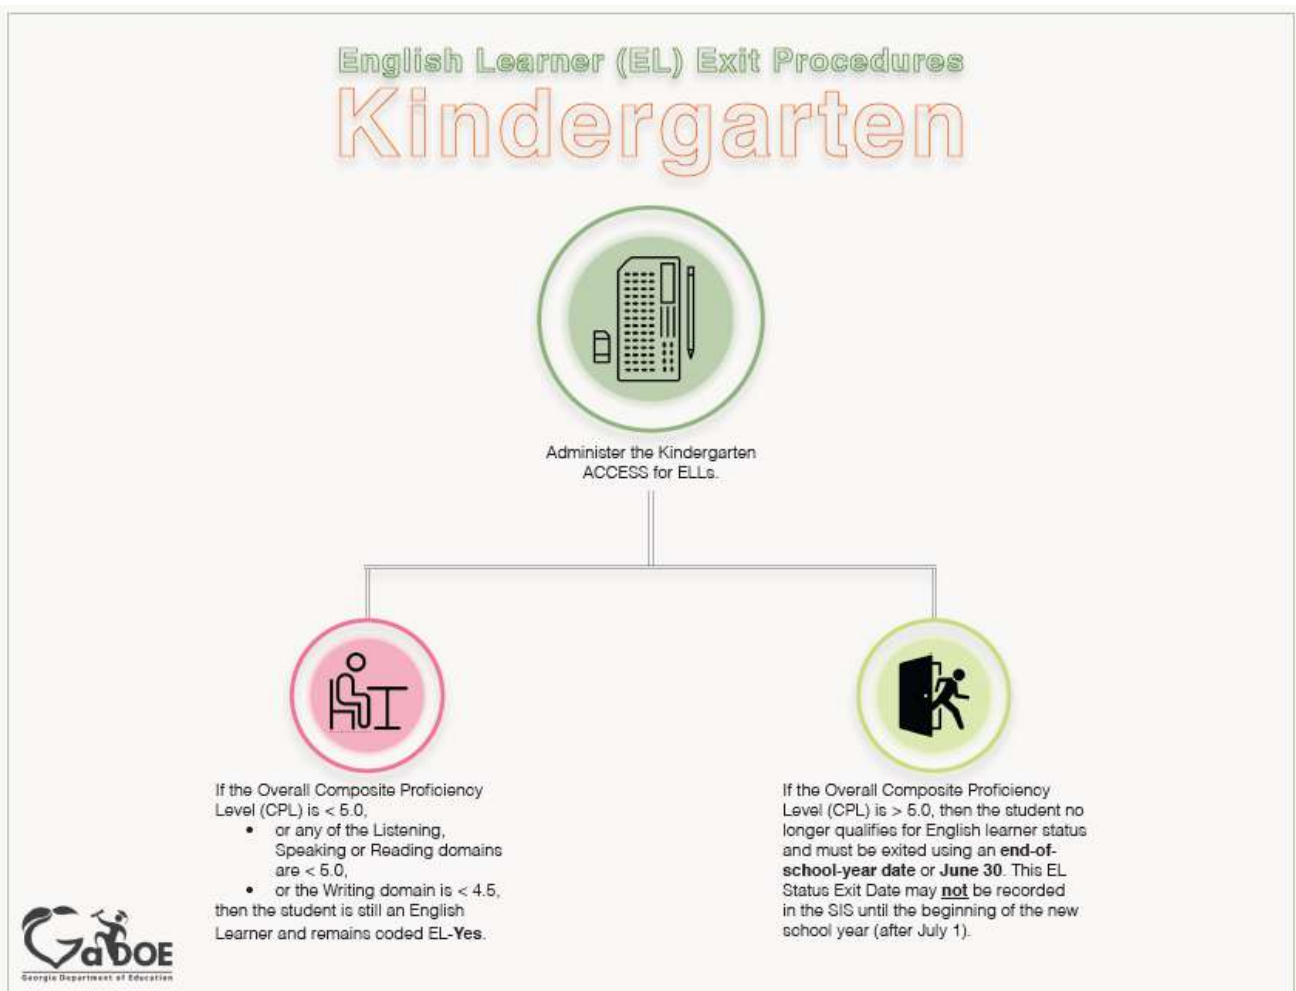 English Learner (EL) Exit Procedures
Kindergarten
Administer the Kindergarten
ACCESS for ELLs.
If the Overall Composite Proficiency
Level (CPL) is < 5.0,
• or any of the Listening,
Speaking or Reading domains
are < 5.0,
• or the Writing domain is < 4.5,
then the student is still an English
Learner and remains coded EL-Yes.
If the Overall Composite Proficiency
Level (CPL) is > 5.0, then the student no
longer qualifies for English learner status
and must be exited using an end-of-
school-year date or June 30. This EL
Status Exit Date may not be recorded
in the SIS until the beginning of the new
school year (after July 1).
GaDOE
Georgia Department of Education